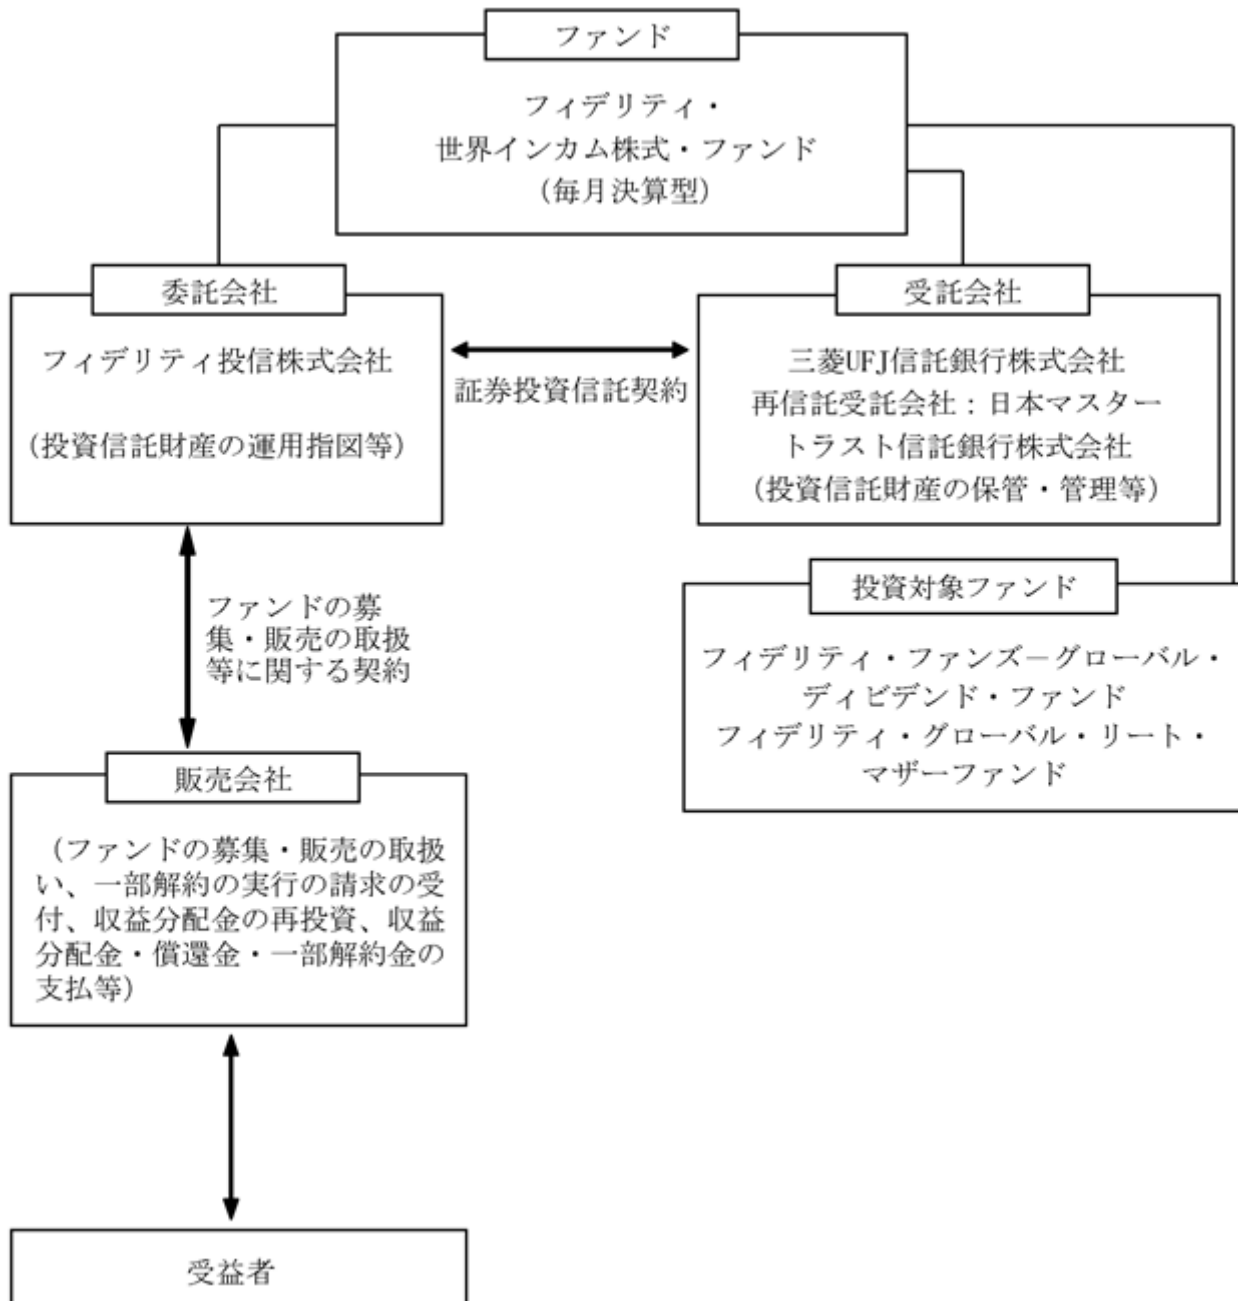 ファンド
フィデリティ・
世界インカム株式・ファンド
（毎月決算型）
委託会社
フィデリティ投信株式会社
（投資信託財産の運用指図等）
証券投資信託契約
受託会社
三菱UFJ信託銀行株式会社
再信託受託会社：日本マスター
トラスト信託銀行株式会社
（投資信託財産の保管・管理等）
投資対象ファンド
フィデリティ・ファンズ－グローバル・
ディビデンド・ファンド
フィデリティ・グローバル・リート・
マザーファンド
ファンドの募
集・販売の取扱
等に関する契約
販売会社
（ファンドの募集・販売の取扱
い、一部解約の実行の請求の受
付、収益分配金の再投資、収益
分配金・償還金・一部解約金の
支払等）
受益者